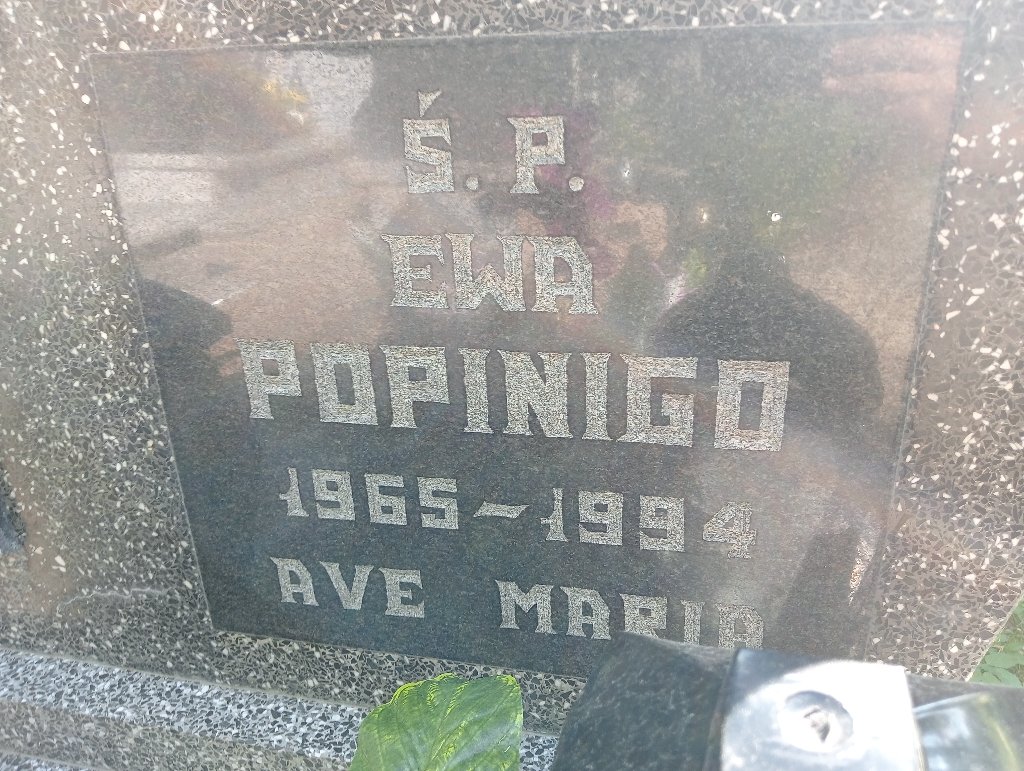 Ś. P.
EWA
POPINIGO
1965-1994
AVE MARIA